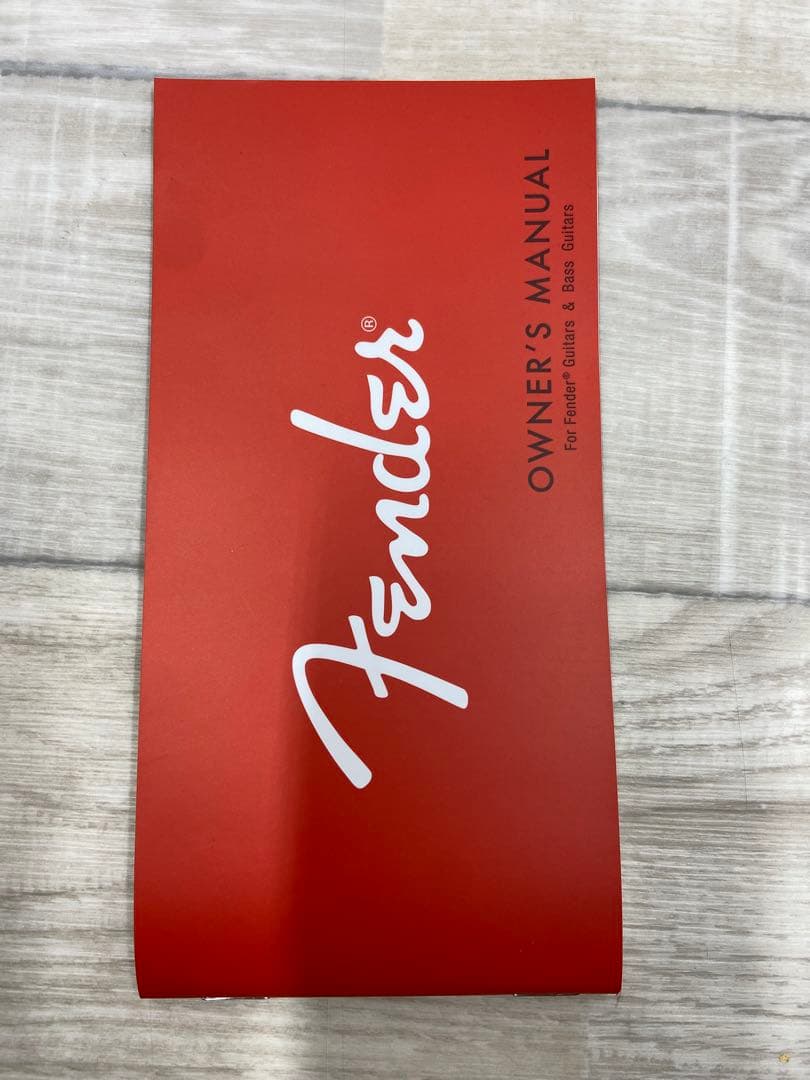 Fender®
OWNER'S MANUAL
For Fender® Guitars & Bass Guitars